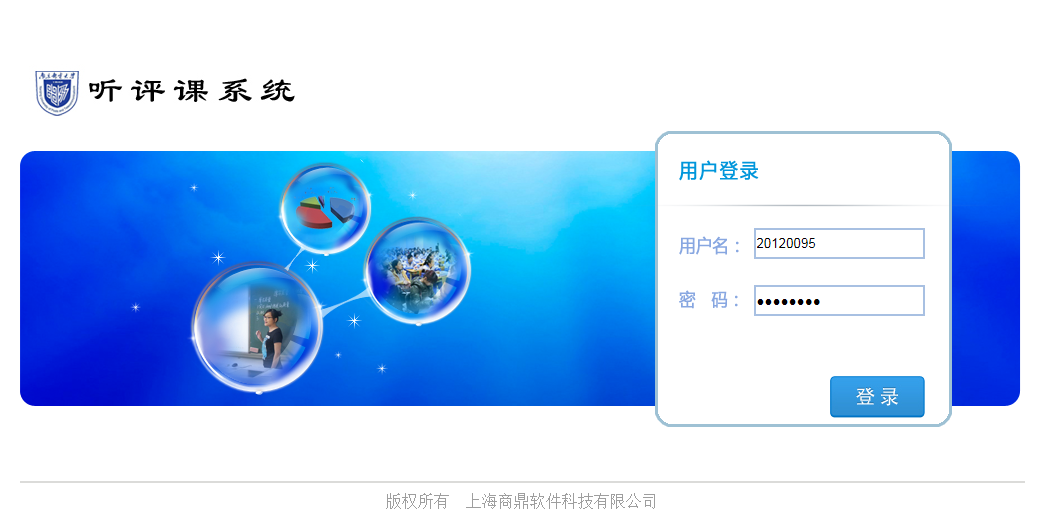 听评课系统
用户登录
用户名： 20120095
密 码： ••••••••
登 录
版权所有 上海商鼎软件科技有限公司